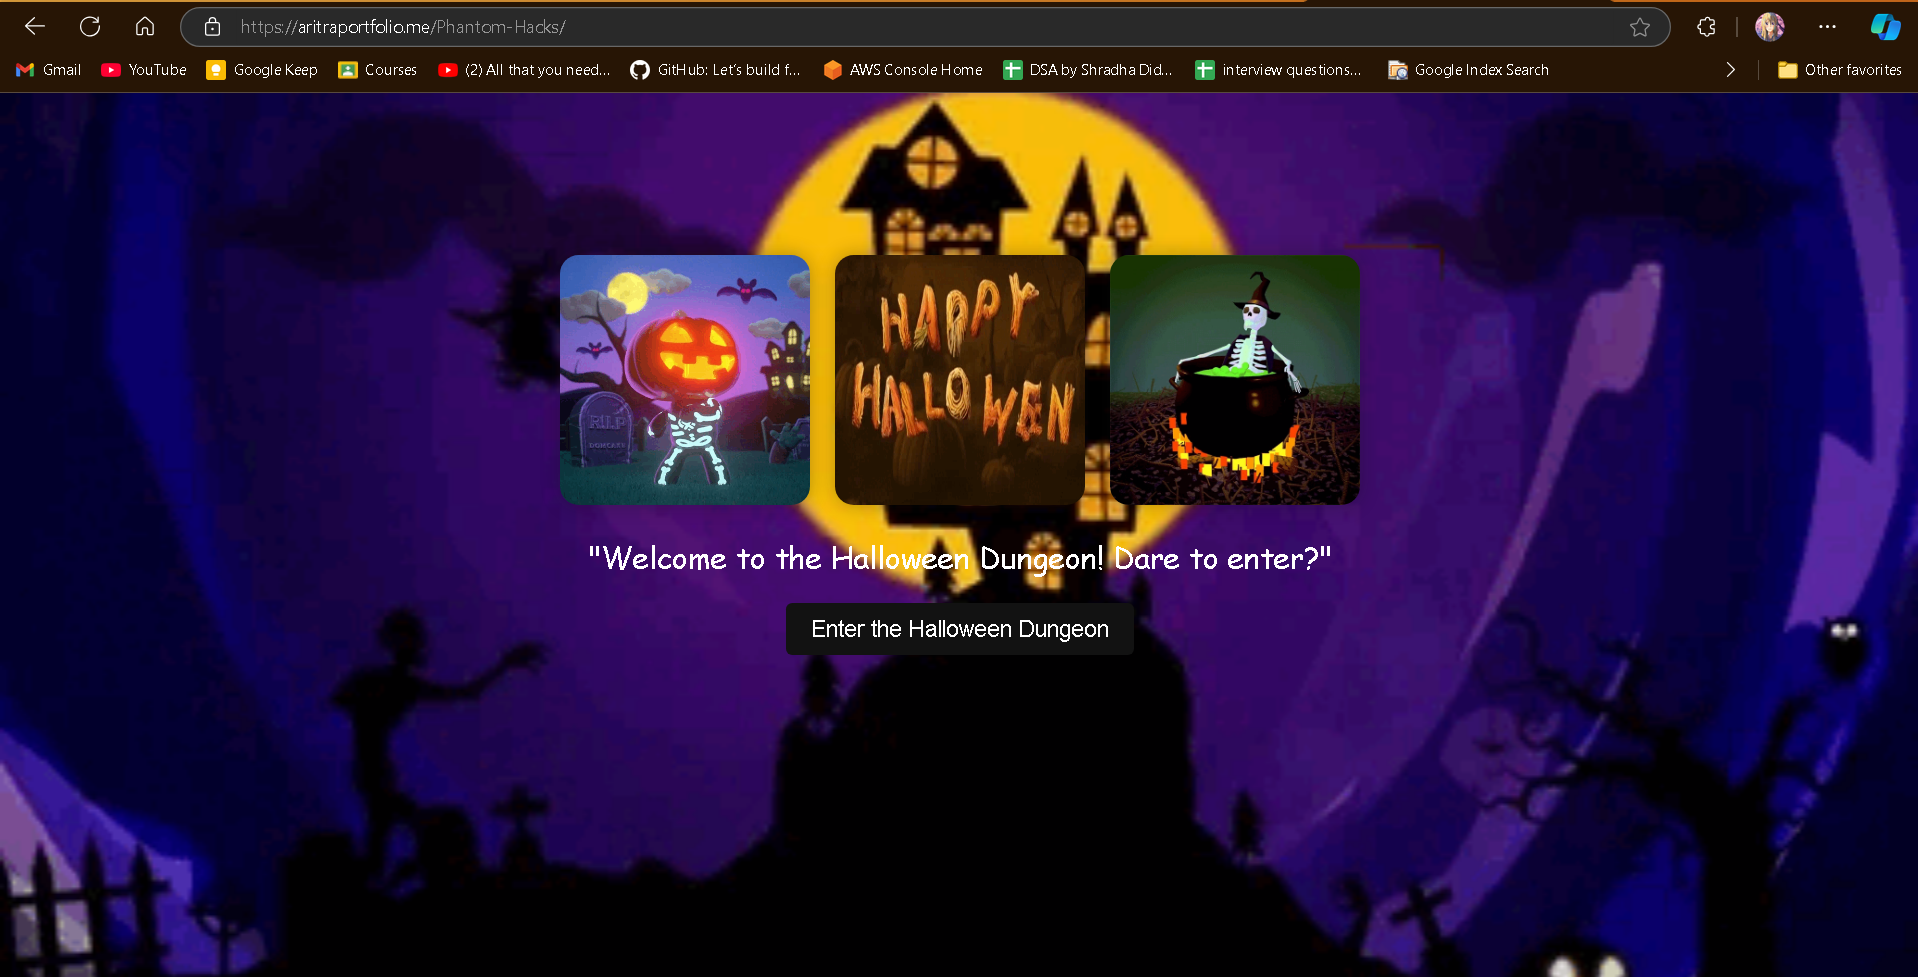 https://aritraportfolio.me/Phantom-Hacks/
Gmail YouTube Google Keep Courses (2) All that you need... GitHub: Let's build f... AWS Console Home DSA by Shradha Did... interview questions... Google Index Search Other favorites
R.I.P
HAPPY
HALLOWEN
"Welcome to the Halloween Dungeon! Dare to enter?"
Enter the Halloween Dungeon